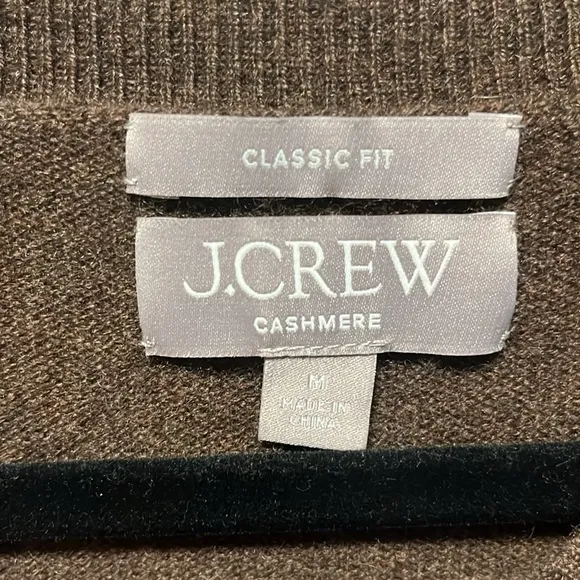 CLASSIC FIT
J.CREW
CASHMERE
M
MADE IN
CHINA